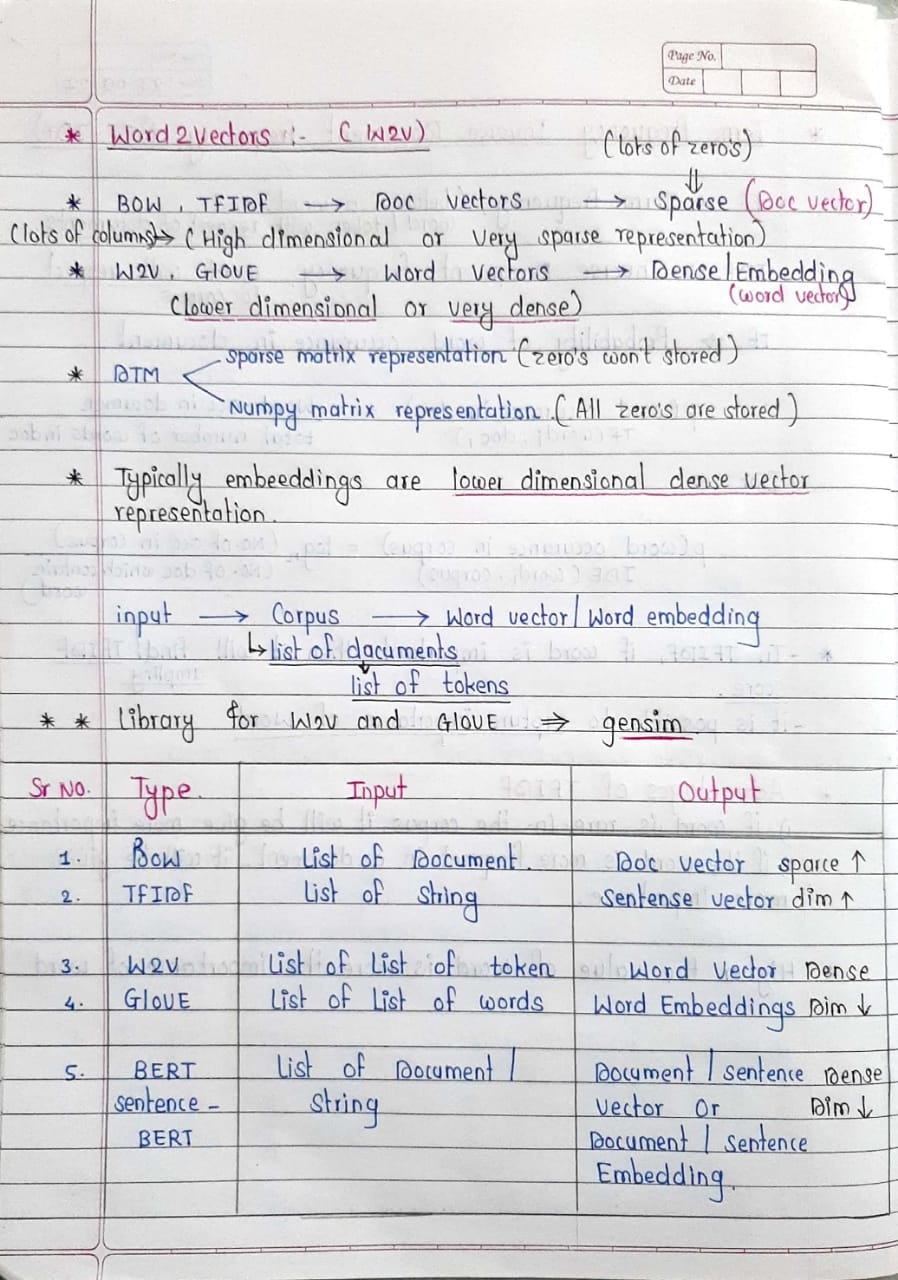 Page No.
Date
* Word2Vectors :- (W2V)
(lots of zero's)
⇓
* BOW, TFIDF → Doc vectors → Sparse (Doc vector)
(lots of columns)→ (High dimensional or very sparse representation)
* W2V GlOVE → Word Vectors → Dense/Embedding
(word vector)
(lower dimensional or very dense)
sparse matrix representation (zero's won't stored)
* DTM
Numpy matrix representation. (All zero's are stored)
* Typically embeeddings are lower dimensional dense vector
representation.
input → Corpus → Word vector/Word embedding
↳list of documents
↓
list of tokens
* * library for W2V and GlOVE ⇒ gensim
Sr NO. Type. Input Output
1. BOW List of Document. Doc vector sparce ↑
2. TFIDF List of String Sentense vector dim ↑
3. W2V List of List of token Word Vector Dense
4. GlOVE List of List of words Word Embeddings Dim ↓
5. BERT List of Document / Document / sentence Dense
sentence - String vector Or Dim ↓
BERT Document / sentence
Embedding.